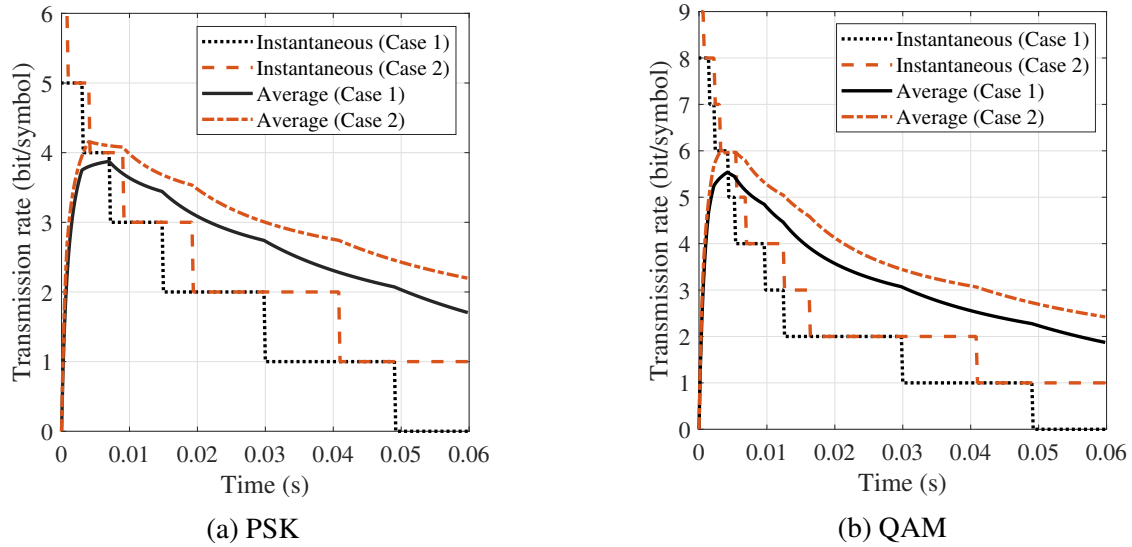 Transmission rate (bit/symbol)
6
5
4
3
2
1
0
Instantaneous (Case 1)
Instantaneous (Case 2)
Average (Case 1)
Average (Case 2)
0
0.01
0.02
0.03
0.04
0.05
0.06
Time (s)
(a) PSK
Transmission rate (bit/symbol)
9
8
7
6
5
4
3
2
1
0
Instantaneous (Case 1)
Instantaneous (Case 2)
Average (Case 1)
Average (Case 2)
0
0.01
0.02
0.03
0.04
0.05
0.06
Time (s)
(b) QAM